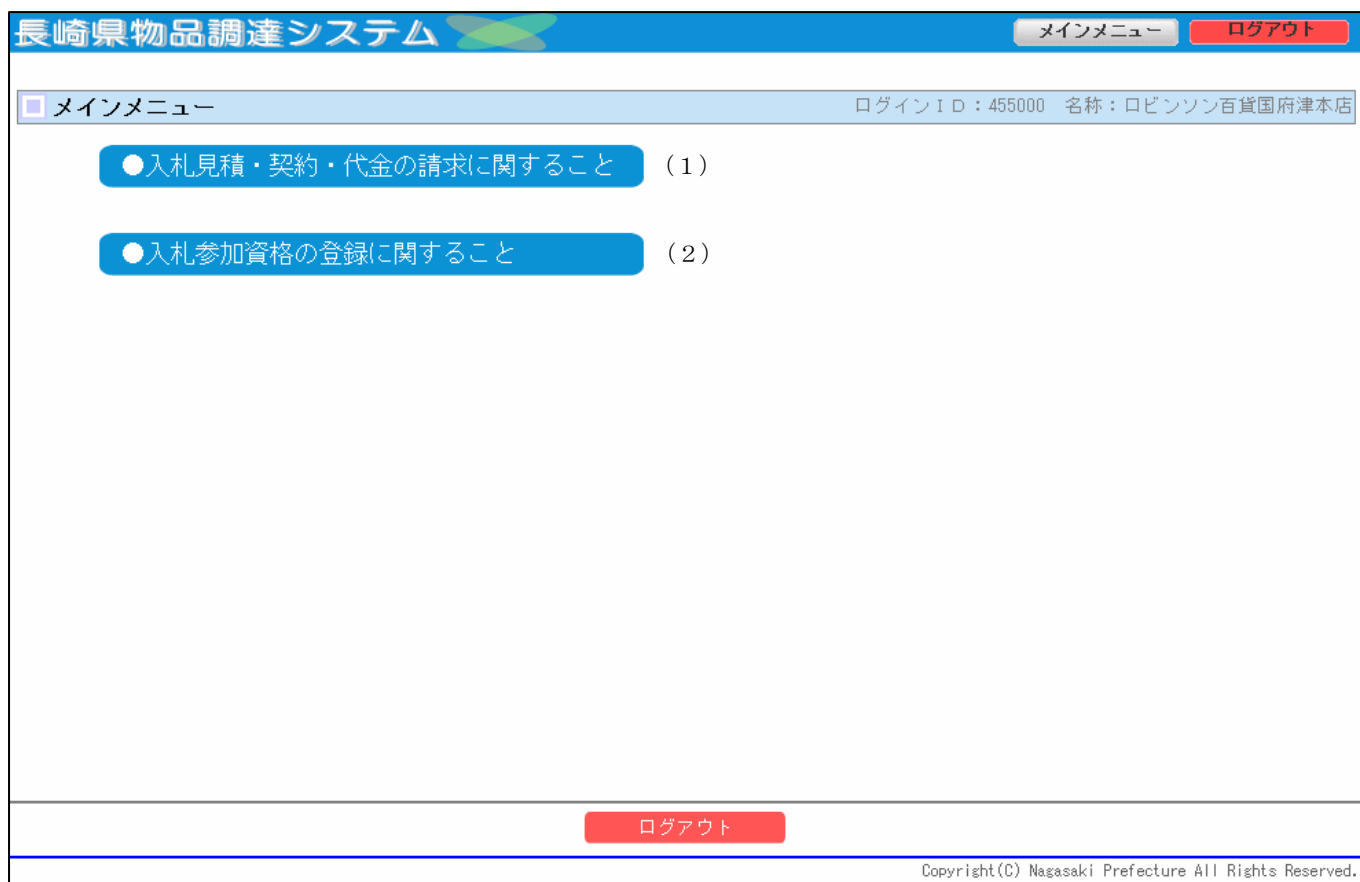 長崎県物品調達システム
メインメニュー ログアウト
メインメニュー ログインＩＤ：455000 名称：ロビンソン百貨国府津本店
●入札見積・契約・代金の請求に関すること （１）
●入札参加資格の登録に関すること （２）
ログアウト
Copyright(C) Nagasaki Prefecture All Rights Reserved.